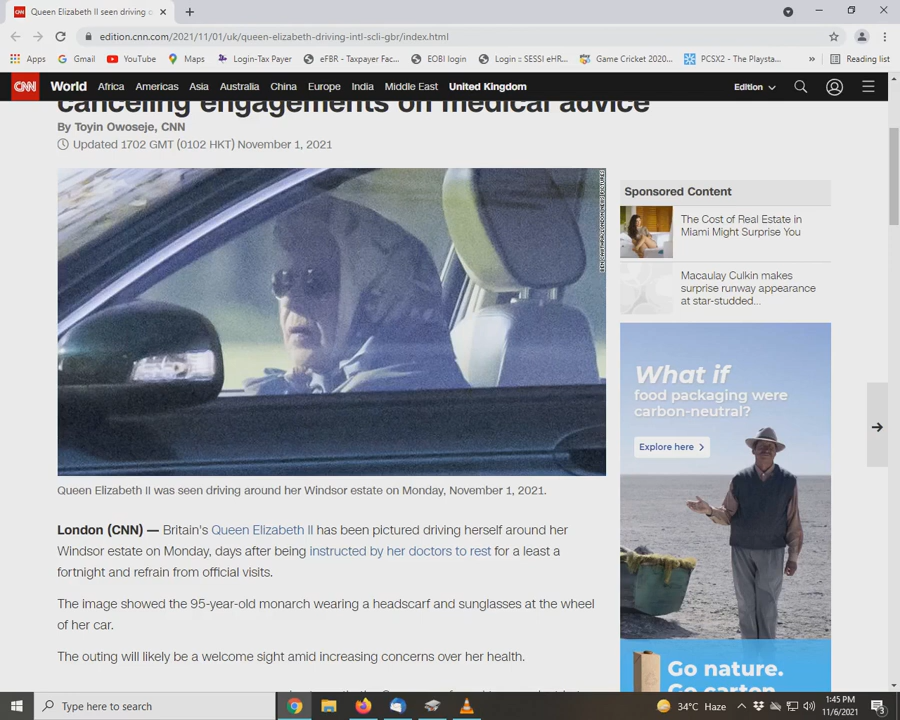 Queen Elizabeth II seen driving c
edition.cnn.com/2021/11/01/uk/queen-elizabeth-driving-intl-scli-gbr/index.html
Apps Gmail YouTube Maps Login-Tax Payer eFBR - Taxpayer Fac... EOBI login Login :: SESSI eHR... Game Cricket 2020... PCSX2 - The Playsta... » Reading list
CNN World Africa Americas Asia Australia China Europe India Middle East United Kingdom Edition
canceling engagements on medical advice
By Toyin Owoseje, CNN
Updated 1702 GMT (0102 HKT) November 1, 2021
Queen Elizabeth II was seen driving around her Windsor estate on Monday, November 1, 2021.
London (CNN) — Britain's Queen Elizabeth II has been pictured driving herself around her
Windsor estate on Monday, days after being instructed by her doctors to rest for a least a
fortnight and refrain from official visits.
The image showed the 95-year-old monarch wearing a headscarf and sunglasses at the wheel
of her car.
The outing will likely be a welcome sight amid increasing concerns over her health.
Sponsored Content
The Cost of Real Estate in
Miami Might Surprise You
Macaulay Culkin makes
surprise runway appearance
at star-studded...
What if
food packaging were
carbon-neutral?
Explore here
Go nature.
Go carton.
Type here to search
34°C Haze
1:45 PM
11/6/2021
3